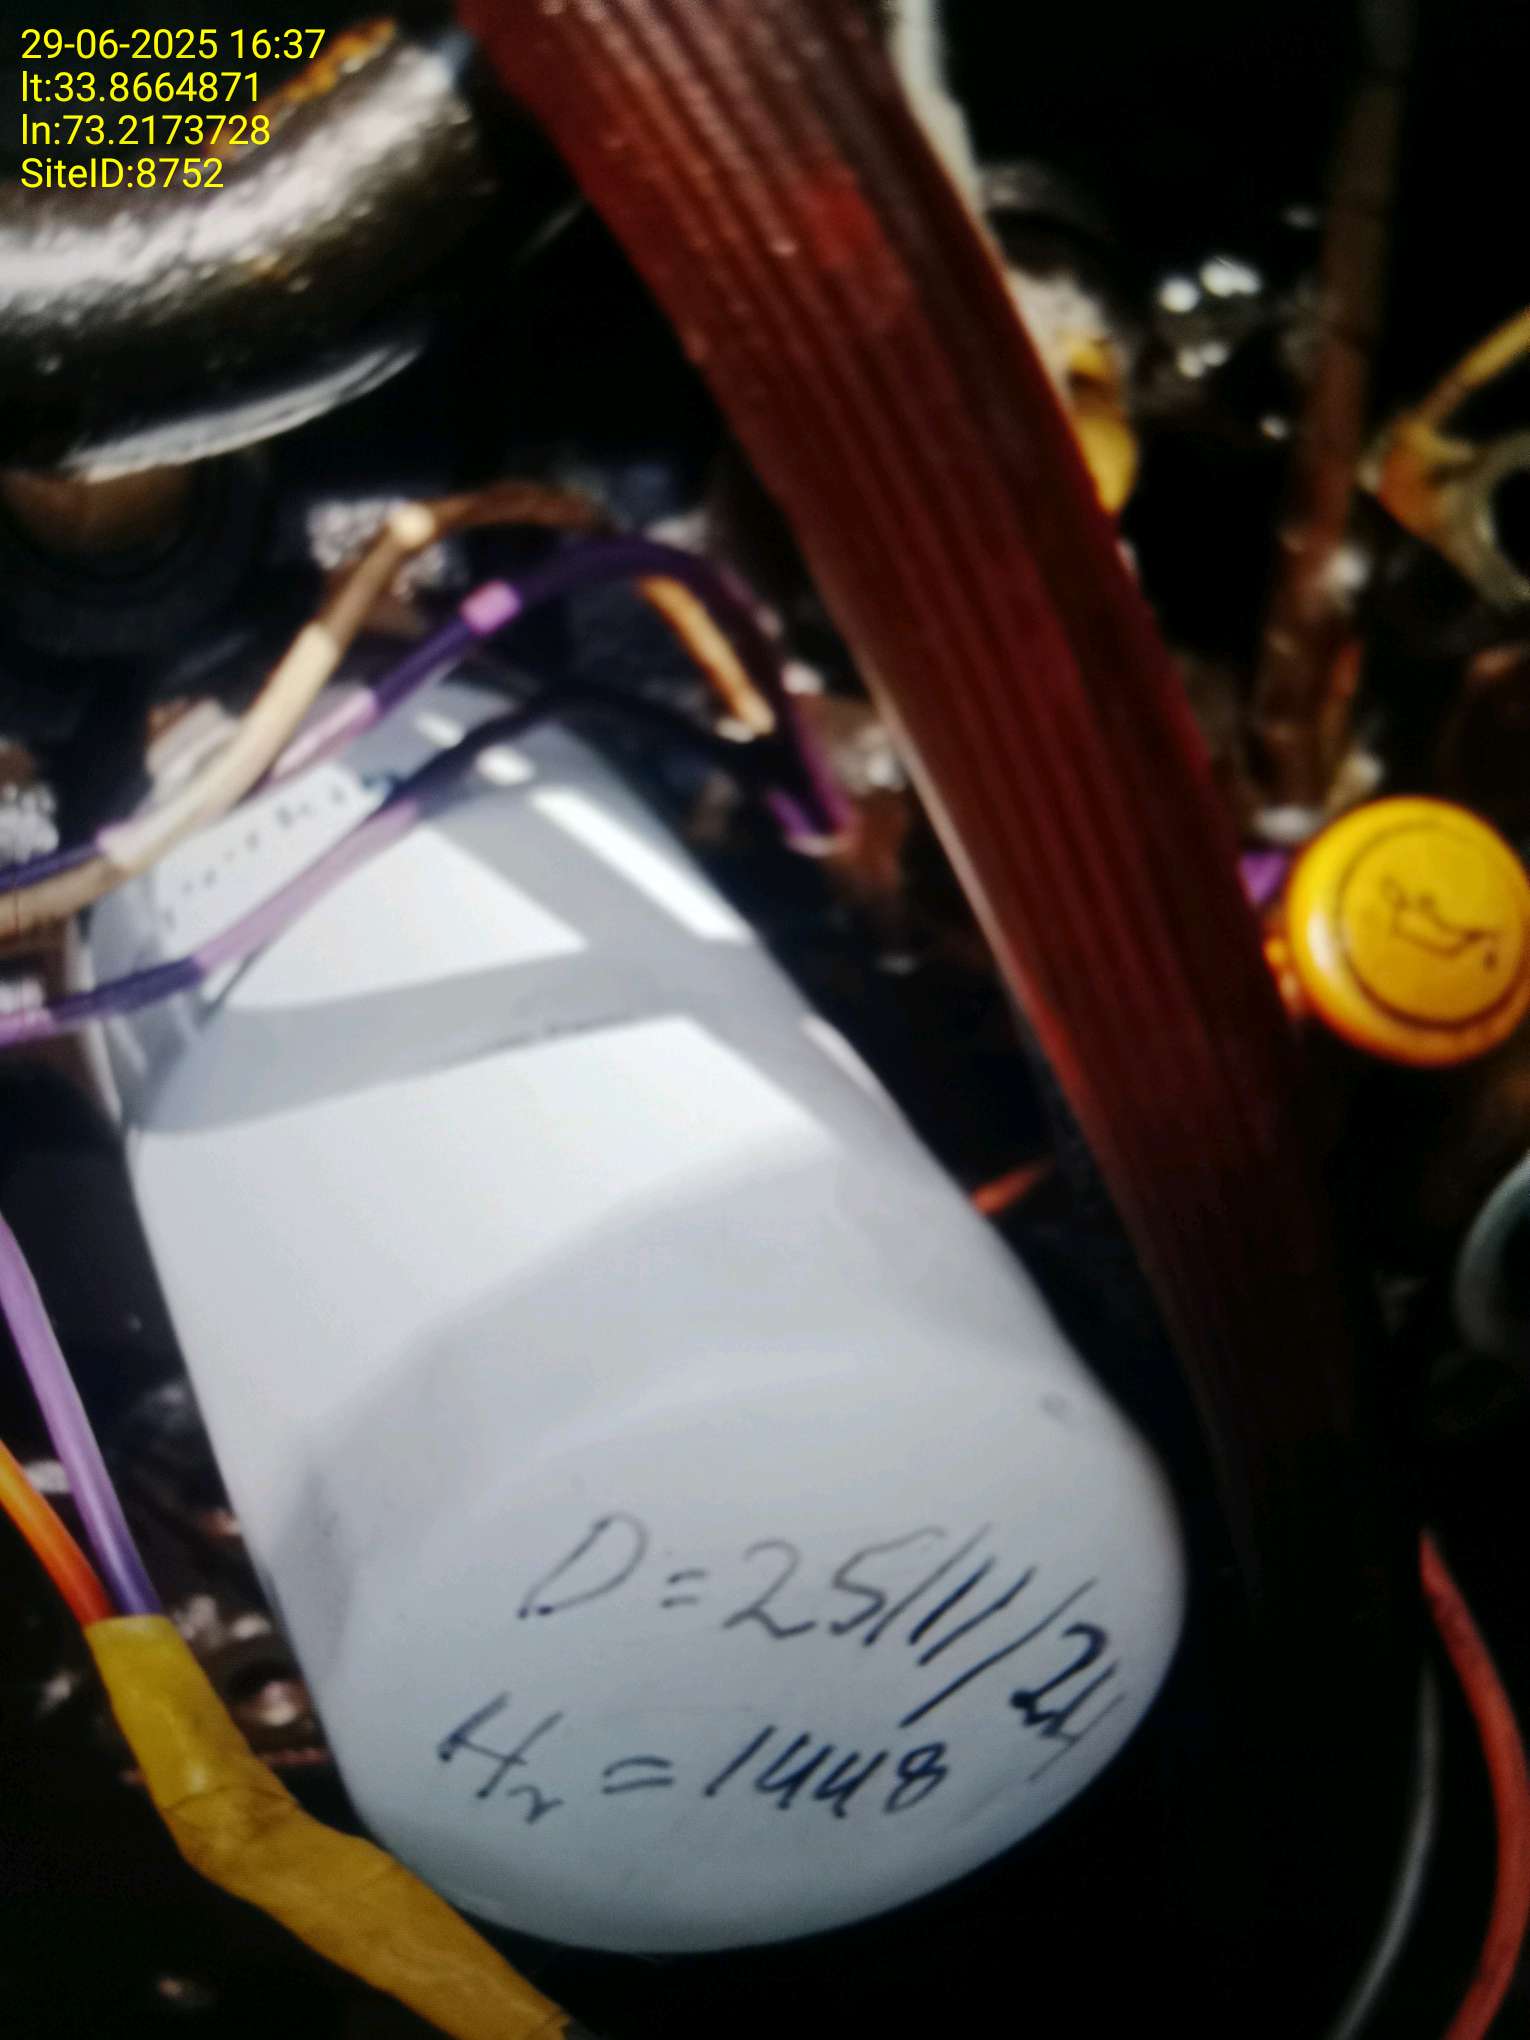 29-06-2025 16:37
lt:33.8664871
ln:73.2173728
SiteID:8752
D=25/11/24
Hr=1448